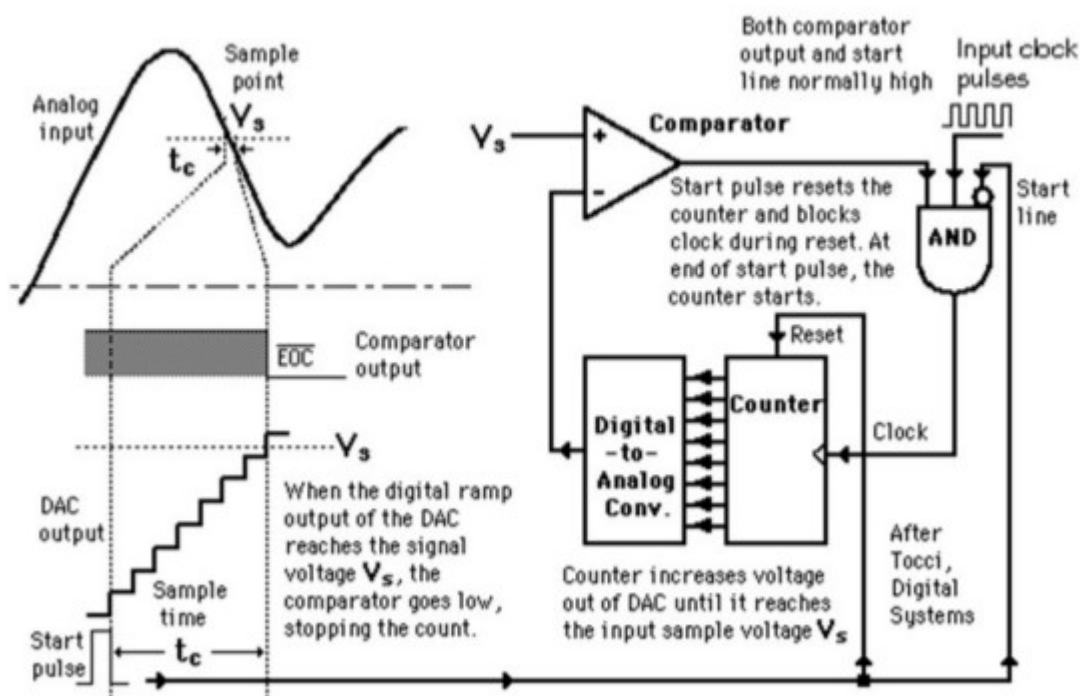 Both comparator
output and start
line normally high
Input clock
pulses
Sample
point
Analog
input
Vs
tc
Vs
+
-
Comparator
Start pulse resets the
counter and blocks
clock during reset. At
end of start pulse, the
counter starts.
AND
Start
line
EOC
Comparator
output
Reset
Counter
Digital
-to-
Analog
Conv.
Clock
Vs
DAC
output
When the digital ramp
output of the DAC
reaches the signal
voltage Vs, the
comparator goes low,
stopping the count.
Sample
time
tc
Start
pulse
Counter increases voltage
out of DAC until it reaches
the input sample voltage Vs
After
Tocci,
Digital
Systems